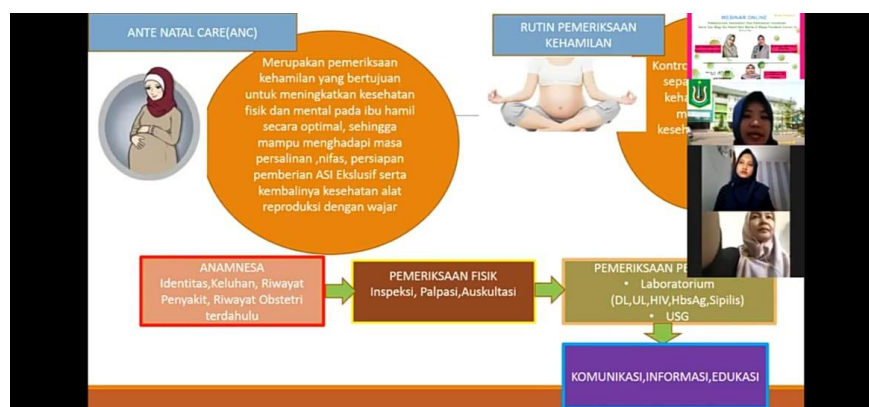 ANTE NATAL CARE(ANC)
Merupakan pemeriksaan
kehamilan yang bertujuan
untuk meningkatkan kesehatan
fisik dan mental pada ibu hamil
secara optimal, sehingga
mampu menghadapi masa
persalinan ,nifas, persiapan
pemberian ASI Ekslusif serta
kembalinya kesehatan alat
reproduksi dengan wajar
RUTIN PEMERIKSAAN
KEHAMILAN
WEBINAR ONLINE
ANAMNESA
Identitas,Keluhan, Riwayat
Penyakit, Riwayat Obstetri
terdahulu
PEMERIKSAAN FISIK
Inspeksi, Palpasi,Auskultasi
PEMERIKSAAN
• Laboratorium
(DL,UL,HIV,HbsAg,Sipilis)
• USG
KOMUNIKASI,INFORMASI,EDUKASI